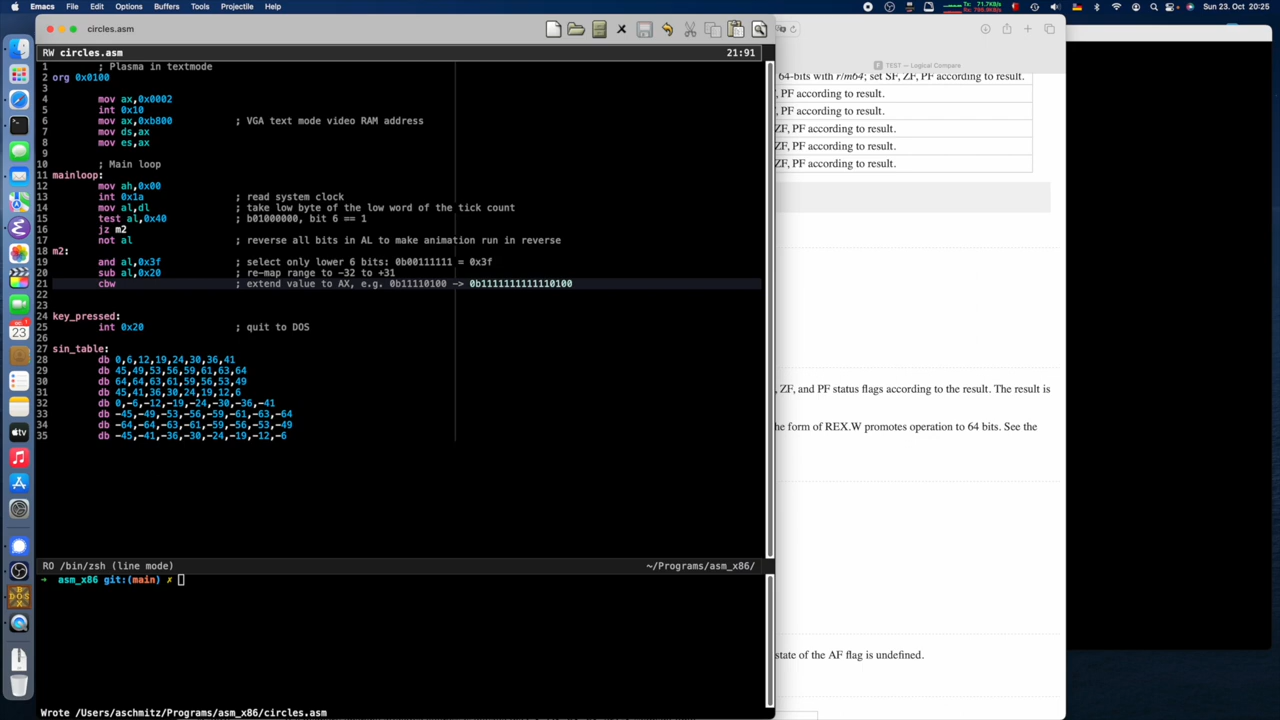 Emacs File Edit Options Buffers Tools Projectile Help
Sun 23. Oct 20:25
circles.asm
RW circles.asm 21:91
1 ; Plasma in textmode
2 org 0x0100
3
4 mov ax,0x0002
5 int 0x10
6 mov ax,0xb800 ; VGA text mode video RAM address
7 mov ds,ax
8 mov es,ax
9
10 ; Main loop
11 mainloop:
12 mov ah,0x00
13 int 0x1a ; read system clock
14 mov al,dl ; take low byte of the low word of the tick count
15 test al,0x40 ; b01000000, bit 6 == 1
16 jz m2
17 not al ; reverse all bits in AL to make animation run in reverse
18 m2:
19 and al,0x3f ; select only lower 6 bits: 0b00111111 = 0x3f
20 sub al,0x20 ; re-map range to -32 to +31
21 cbw ; extend value to AX, e.g. 0b11110100 -> 0b1111111111110100
22
23
24 key_pressed:
25 int 0x20 ; quit to DOS
26
27 sin_table:
28 db 0,6,12,19,24,30,36,41
29 db 45,49,53,56,59,61,63,64
30 db 64,64,63,61,59,56,53,49
31 db 45,41,36,30,24,19,12,6
32 db 0,-6,-12,-19,-24,-30,-36,-41
33 db -45,-49,-53,-56,-59,-61,-63,-64
34 db -64,-64,-63,-61,-59,-56,-53,-49
35 db -45,-41,-36,-30,-24,-19,-12,-6
RO /bin/zsh (line mode) ~/Programs/asm_x86/
➜ asm_x86 git:(main) ✗
Wrote /Users/aschmitz/Programs/asm_x86/circles.asm
TEST — Logical Compare
64-bits with r/m64; set SF, ZF, PF according to result.
, PF according to result.
, PF according to result.
ZF, PF according to result.
ZF, PF according to result.
ZF, PF according to result.
, ZF, and PF status flags according to the result. The result is
he form of REX.W promotes operation to 64 bits. See the
state of the AF flag is undefined.